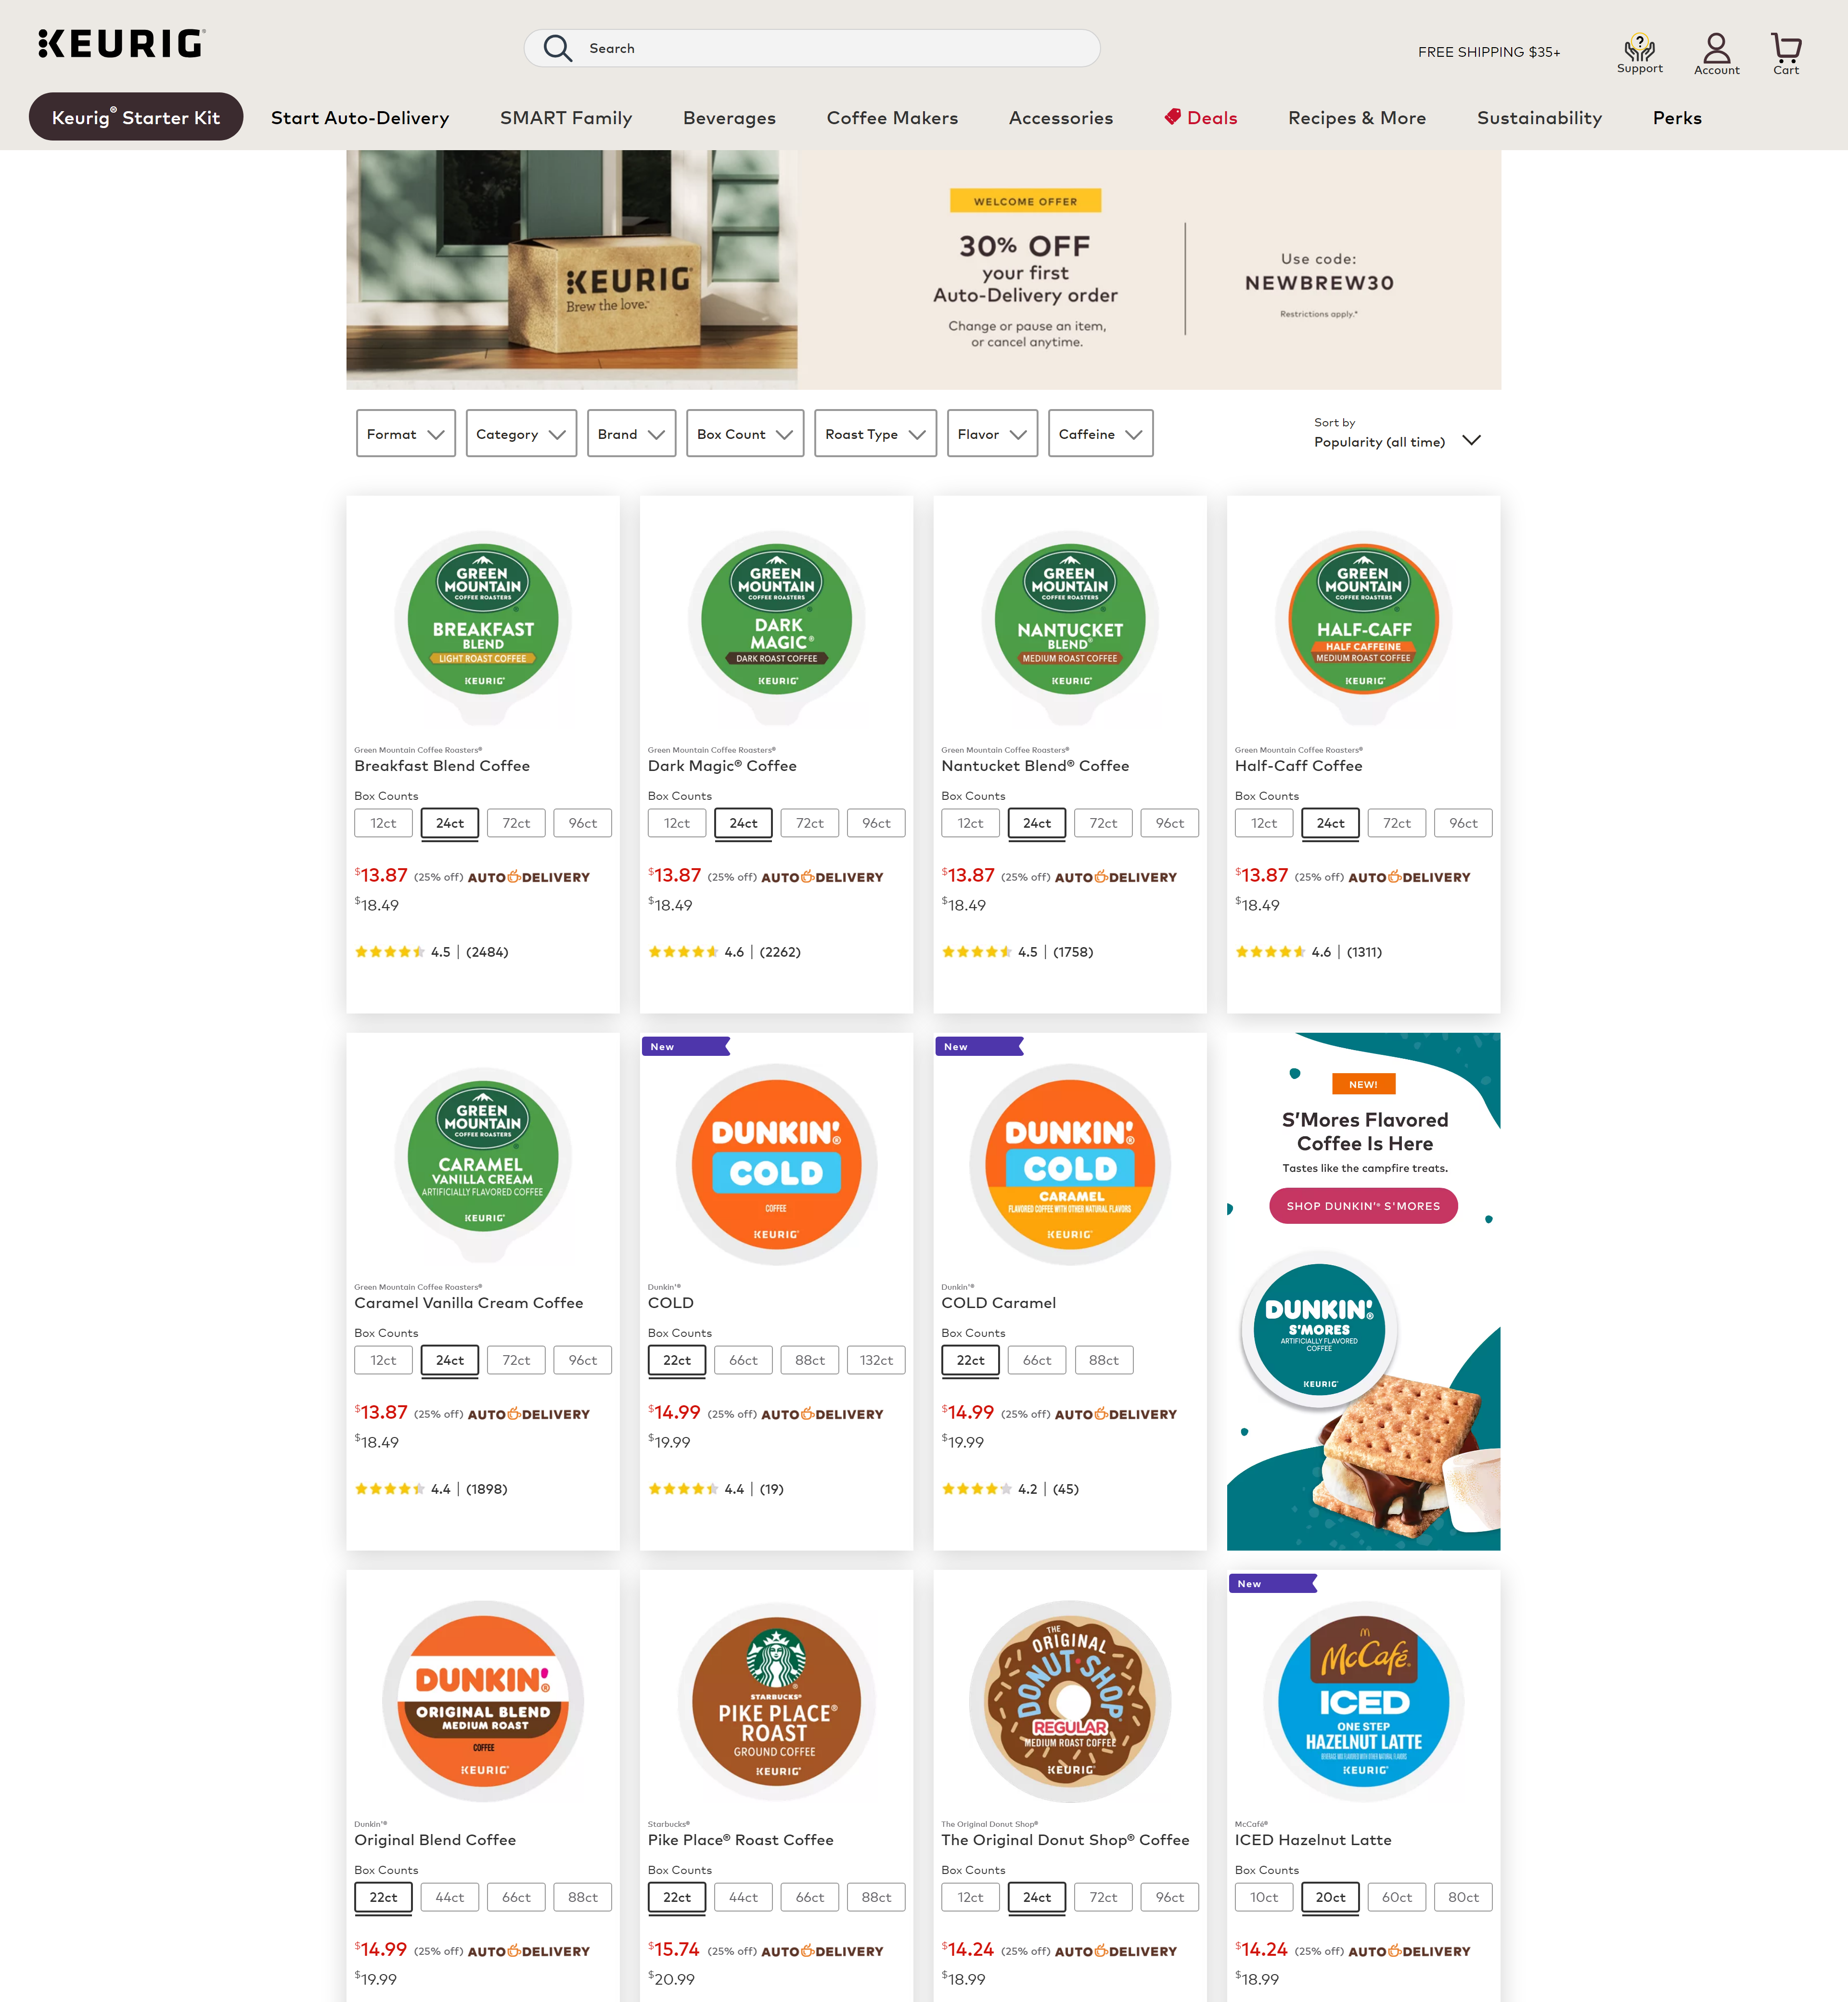 KEURIG®
Search
FREE SHIPPING $35+
Support
Account
Cart
Keurig® Starter Kit
Start Auto-Delivery
SMART Family
Beverages
Coffee Makers
Accessories
Deals
Recipes & More
Sustainability
Perks
KEURIG®
Brew the love.™
WELCOME OFFER
30% OFF
your first
Auto-Delivery order
Change or pause an item,
or cancel anytime.
Use code:
NEWBREW30
Restrictions apply.*
Format
Category
Brand
Box Count
Roast Type
Flavor
Caffeine
Sort by
Popularity (all time)
GREEN
MOUNTAIN
COFFEE ROASTERS
BREAKFAST
BLEND
LIGHT ROAST COFFEE
KEURIG®
Green Mountain Coffee Roasters®
Breakfast Blend Coffee
Box Counts
12ct 24ct 72ct 96ct
$13.87 (25% off) AUTO DELIVERY
$18.49
4.5 | (2484)
GREEN
MOUNTAIN
COFFEE ROASTERS
DARK
MAGIC®
DARK ROAST COFFEE
KEURIG®
Green Mountain Coffee Roasters®
Dark Magic® Coffee
Box Counts
12ct 24ct 72ct 96ct
$13.87 (25% off) AUTO DELIVERY
$18.49
4.6 | (2262)
GREEN
MOUNTAIN
COFFEE ROASTERS
NANTUCKET
BLEND®
MEDIUM ROAST COFFEE
KEURIG®
Green Mountain Coffee Roasters®
Nantucket Blend® Coffee
Box Counts
12ct 24ct 72ct 96ct
$13.87 (25% off) AUTO DELIVERY
$18.49
4.5 | (1758)
GREEN
MOUNTAIN
COFFEE ROASTERS
HALF-CAFF
HALF CAFFEINE
MEDIUM ROAST COFFEE
KEURIG®
Green Mountain Coffee Roasters®
Half-Caff Coffee
Box Counts
12ct 24ct 72ct 96ct
$13.87 (25% off) AUTO DELIVERY
$18.49
4.6 | (1311)
GREEN
MOUNTAIN
COFFEE ROASTERS
CARAMEL
VANILLA CREAM
ARTIFICIALLY FLAVORED COFFEE
KEURIG®
Green Mountain Coffee Roasters®
Caramel Vanilla Cream Coffee
Box Counts
12ct 24ct 72ct 96ct
$13.87 (25% off) AUTO DELIVERY
$18.49
4.4 | (1898)
New
DUNKIN'®
COLD
COFFEE
KEURIG®
Dunkin'®
COLD
Box Counts
22ct 66ct 88ct 132ct
$14.99 (25% off) AUTO DELIVERY
$19.99
4.4 | (19)
New
DUNKIN'®
COLD
CARAMEL
FLAVORED COFFEE WITH OTHER NATURAL FLAVORS
KEURIG®
Dunkin'®
COLD Caramel
Box Counts
22ct 66ct 88ct
$14.99 (25% off) AUTO DELIVERY
$19.99
4.2 | (45)
NEW!
S'Mores Flavored
Coffee Is Here
Tastes like the campfire treats.
SHOP DUNKIN'® S'MORES
DUNKIN'®
S'MORES
ARTIFICIALLY FLAVORED
COFFEE
KEURIG®
DUNKIN'®
ORIGINAL BLEND
MEDIUM ROAST
COFFEE
KEURIG®
Dunkin'®
Original Blend Coffee
Box Counts
22ct 44ct 66ct 88ct
$14.99 (25% off) AUTO DELIVERY
$19.99
STARBUCKS®
PIKE PLACE®
ROAST
GROUND COFFEE
KEURIG®
Starbucks®
Pike Place® Roast Coffee
Box Counts
22ct 44ct 66ct 88ct
$15.74 (25% off) AUTO DELIVERY
$20.99
THE
ORIGINAL
DONUT SHOP
REGULAR
MEDIUM ROAST COFFEE
KEURIG®
The Original Donut Shop®
The Original Donut Shop® Coffee
Box Counts
12ct 24ct 72ct 96ct
$14.24 (25% off) AUTO DELIVERY
$18.99
New
McCafé®
ICED
ONE STEP
HAZELNUT LATTE
KEURIG®
McCafé®
ICED Hazelnut Latte
Box Counts
10ct 20ct 60ct 80ct
$14.24 (25% off) AUTO DELIVERY
$18.99